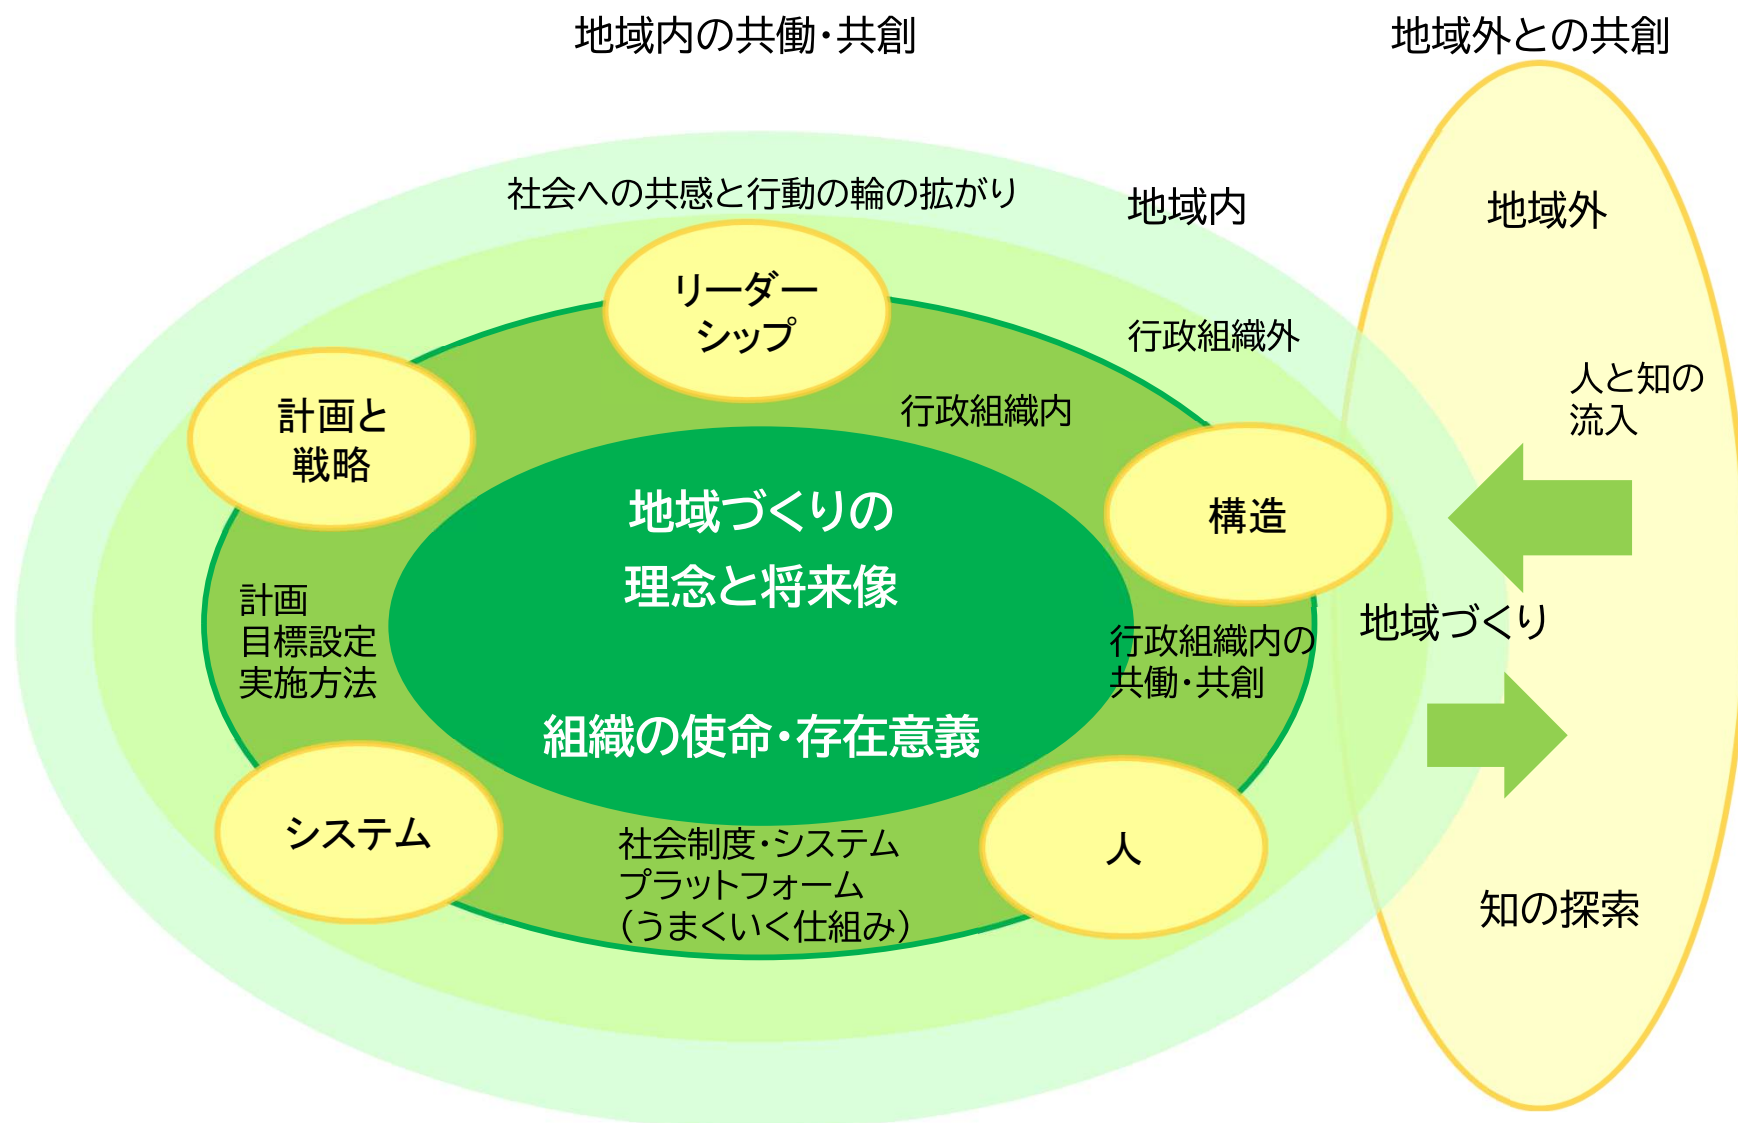 地域内の共働・共創
地域外との共創
社会への共感と行動の輪の拡がり
地域内
地域外
リーダー
シップ
行政組織外
計画と
戦略
行政組織内
人と知の
流入
構造
地域づくりの
理念と将来像
組織の使命・存在意義
計画
目標設定
実施方法
行政組織内の
共働・共創
地域づくり
システム
社会制度・システム
プラットフォーム
（うまくいく仕組み）
人
知の探索